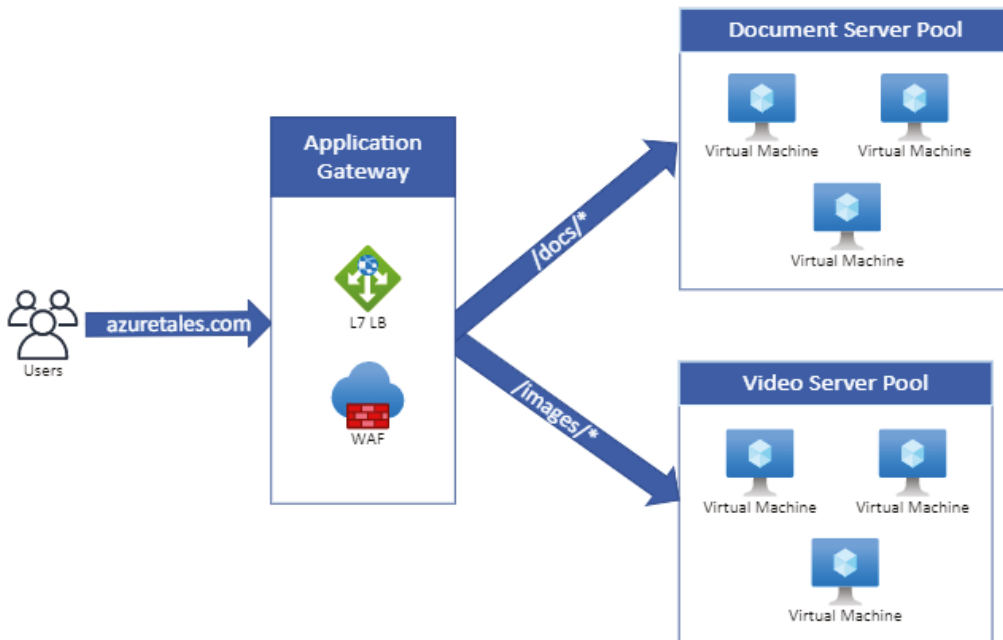 Document Server Pool
Virtual Machine
Virtual Machine
Virtual Machine
Application
Gateway
L7 LB
WAF
Users
azuretales.com
/docs/*
/images/*
Video Server Pool
Virtual Machine
Virtual Machine
Virtual Machine